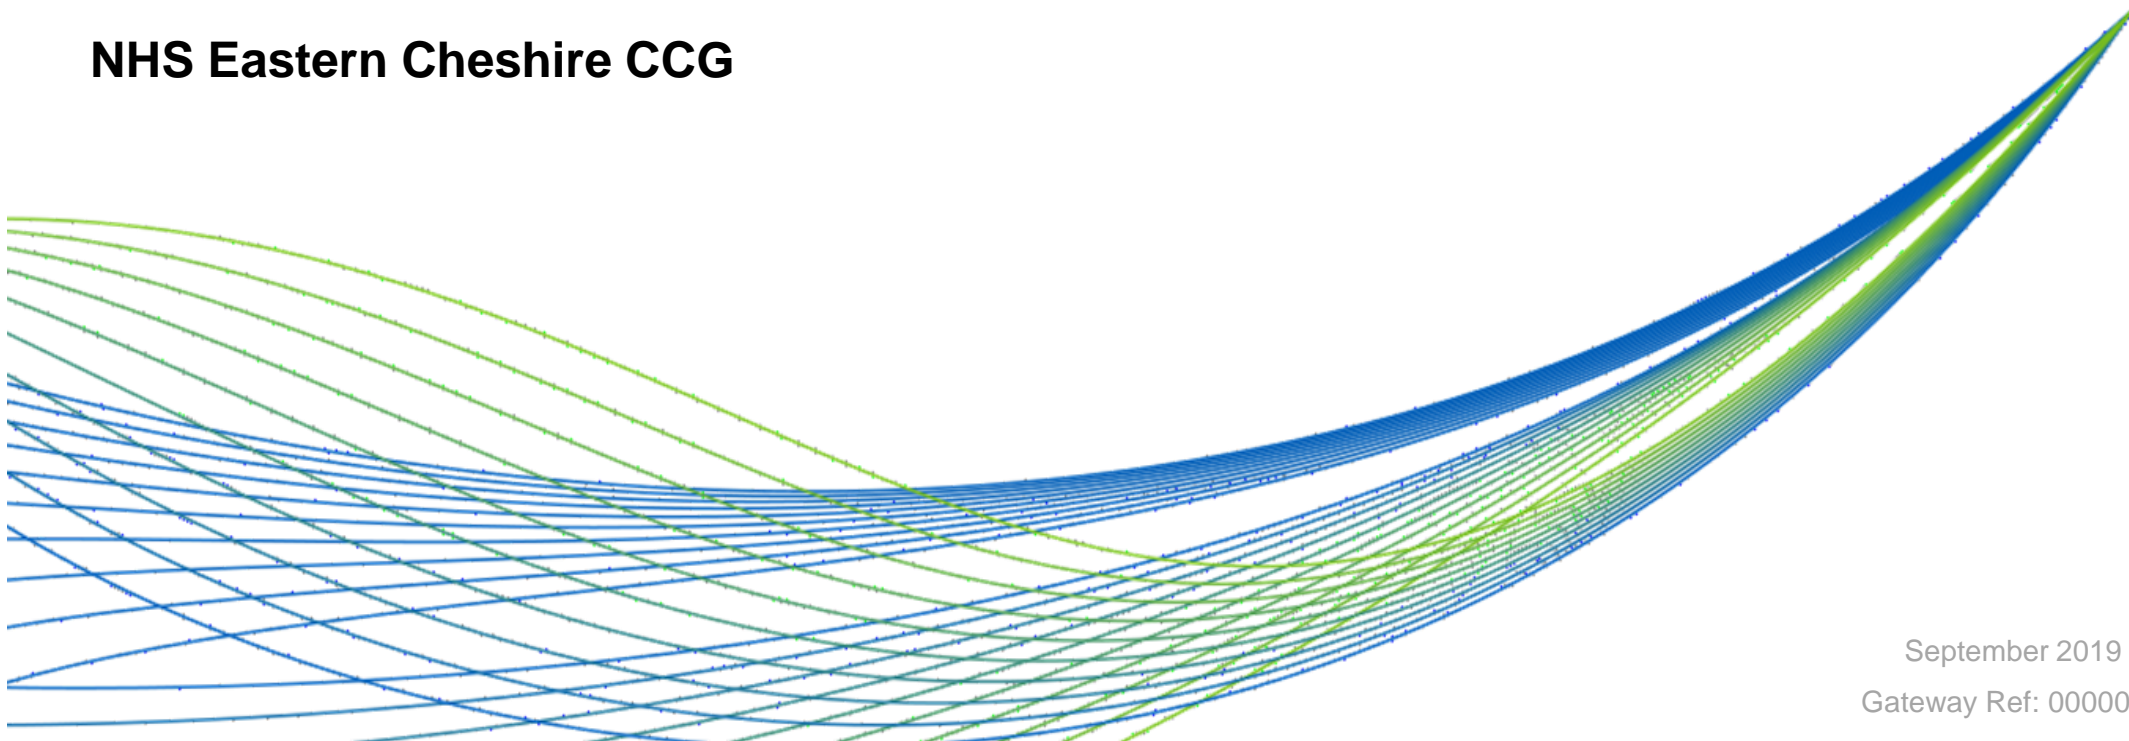 NHS Eastern Cheshire CCG
September 2019
Gateway Ref: 00000